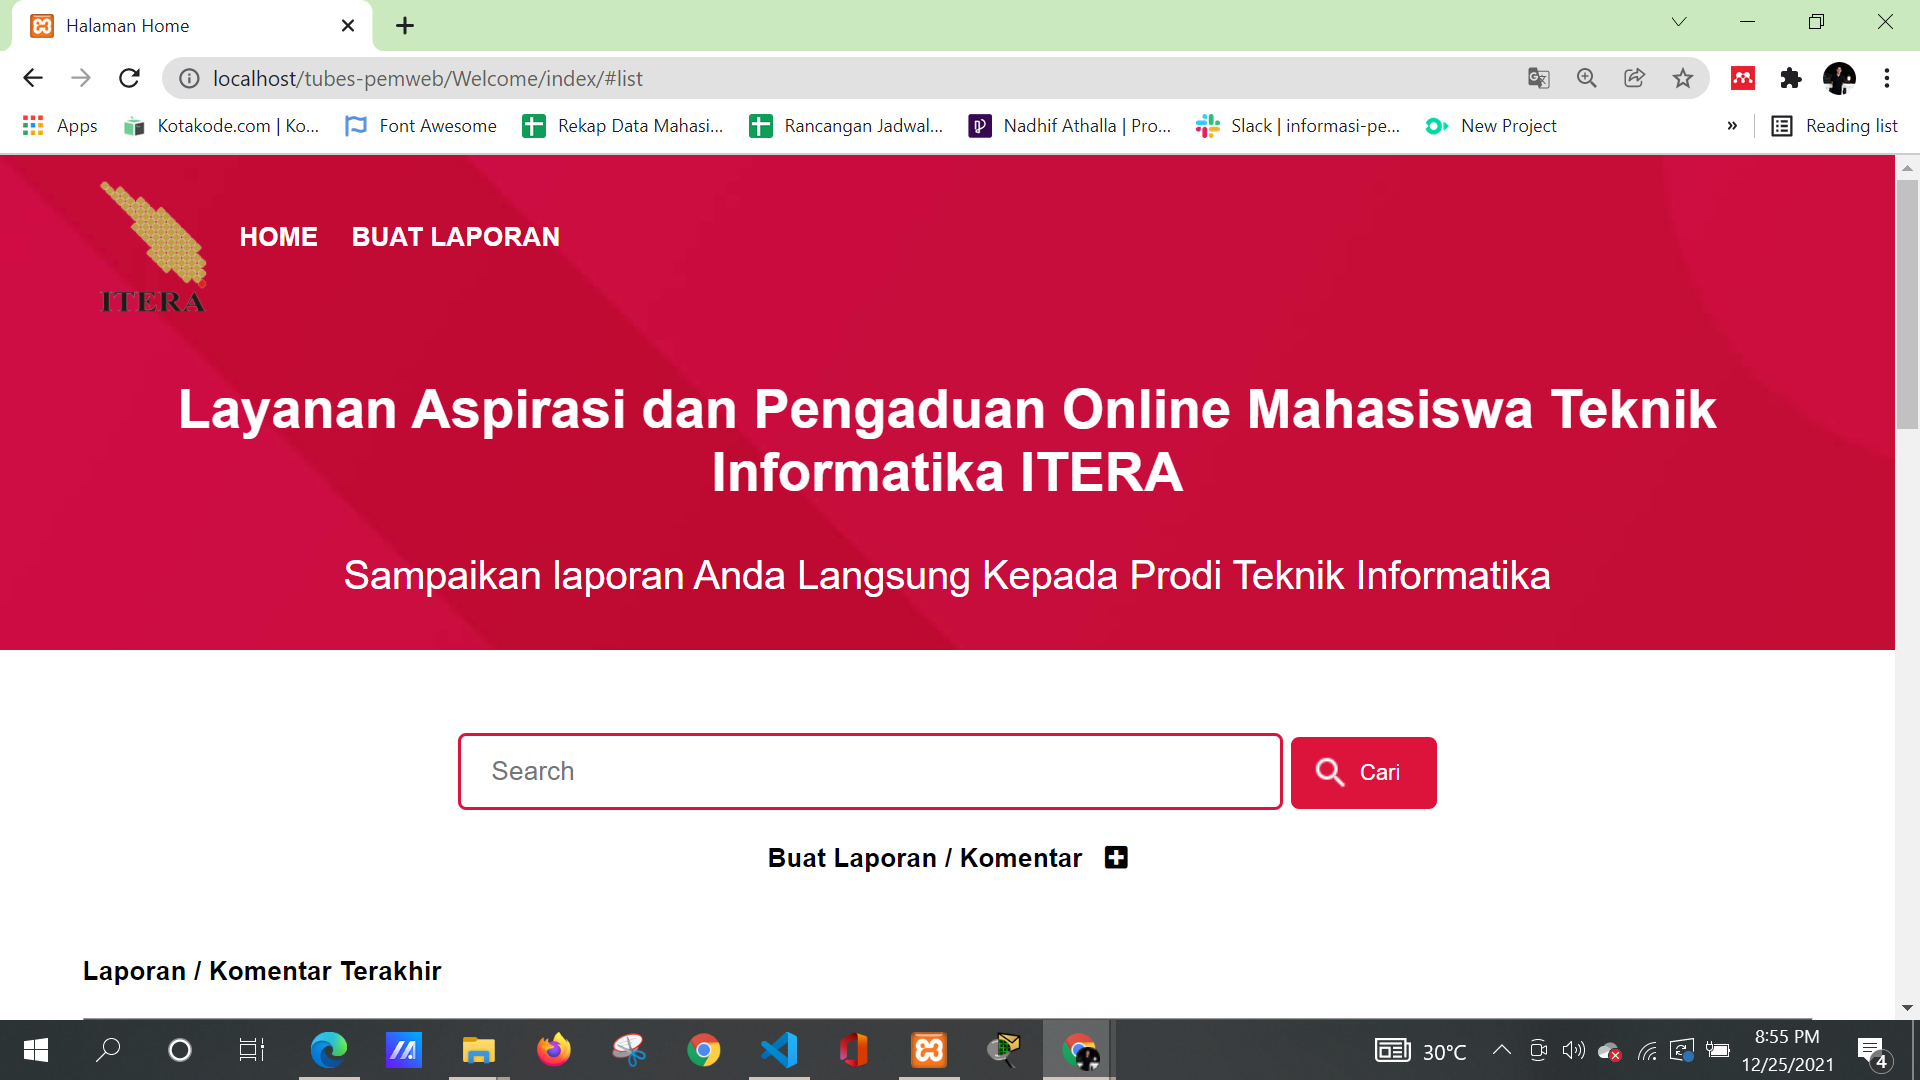 Halaman Home
localhost/tubes-pemweb/Welcome/index/#list
Apps
Kotakode.com | Ko...
Font Awesome
Rekap Data Mahasi...
Rancangan Jadwal...
Nadhif Athalla | Pro...
Slack | informasi-pe...
New Project
»
Reading list
ITERA
HOME
BUAT LAPORAN
Layanan Aspirasi dan Pengaduan Online Mahasiswa Teknik
Informatika ITERA
Sampaikan laporan Anda Langsung Kepada Prodi Teknik Informatika
Search
Cari
Buat Laporan / Komentar
Laporan / Komentar Terakhir
30°C
8:55 PM
12/25/2021
4